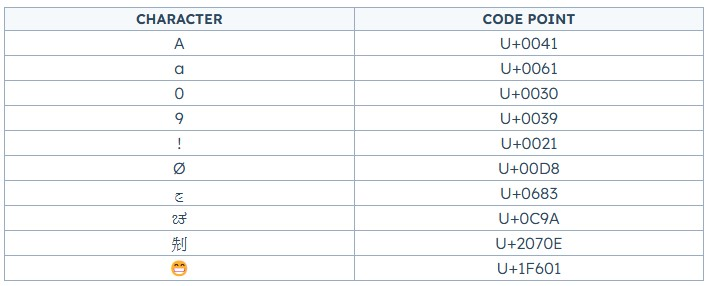 CHARACTER CODE POINT
A U+0041
a U+0061
0 U+0030
9 U+0039
! U+0021
Ø U+00D8
ڃ U+0683
ಚ U+0C9A
𠜎 U+2070E
😁 U+1F601